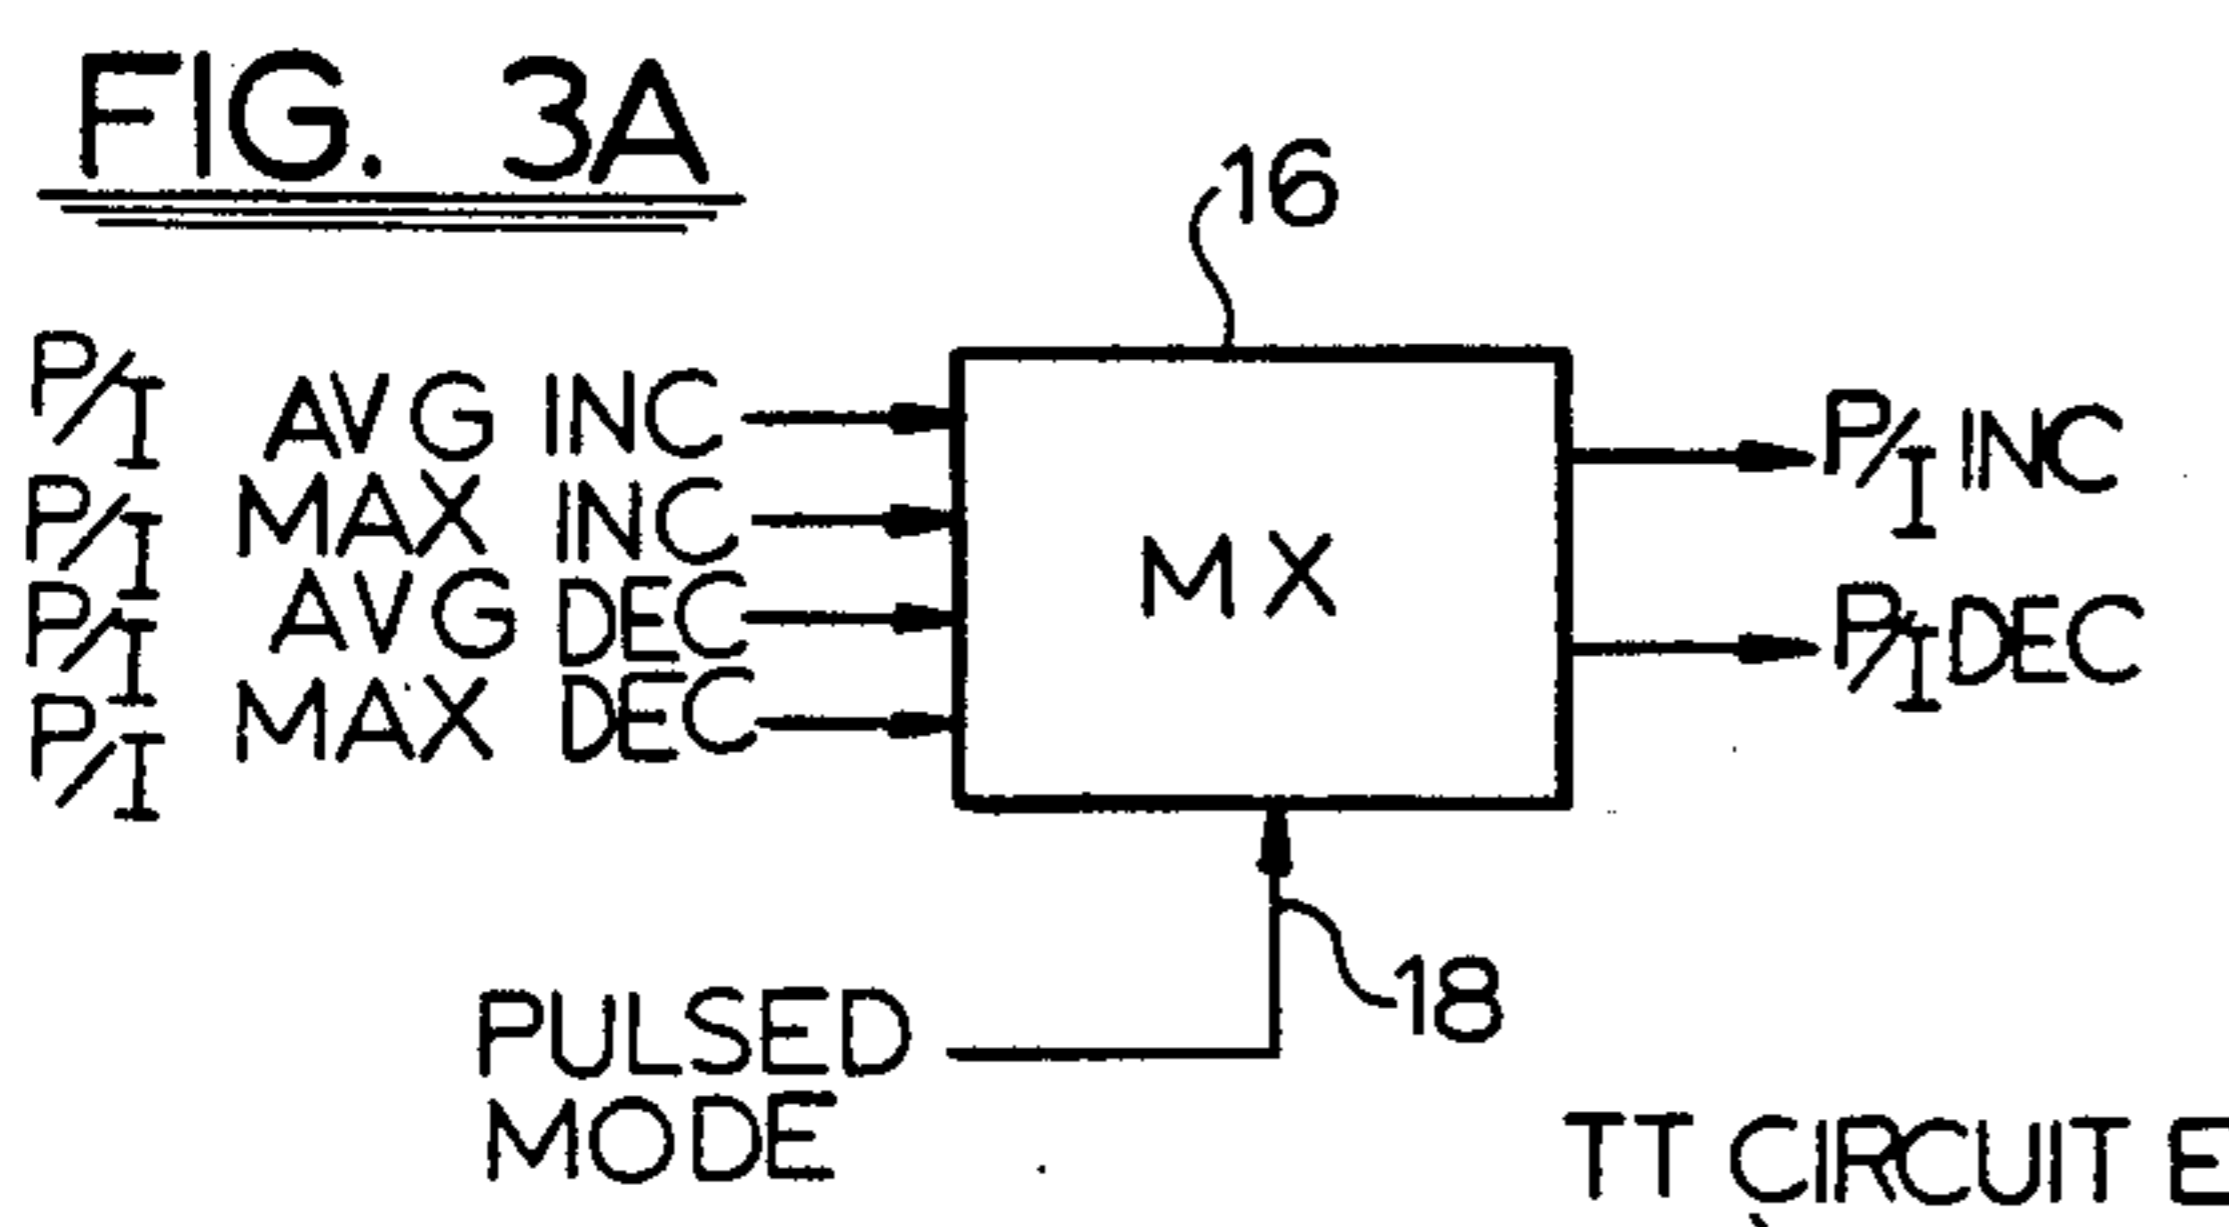 FIG. 3A
16
P/I AVG INC
P/I MAX INC
P/I AVG DEC
P/I MAX DEC
MX
P/I INC
P/I DEC
18
PULSED
MODE
TT CIRCUIT E